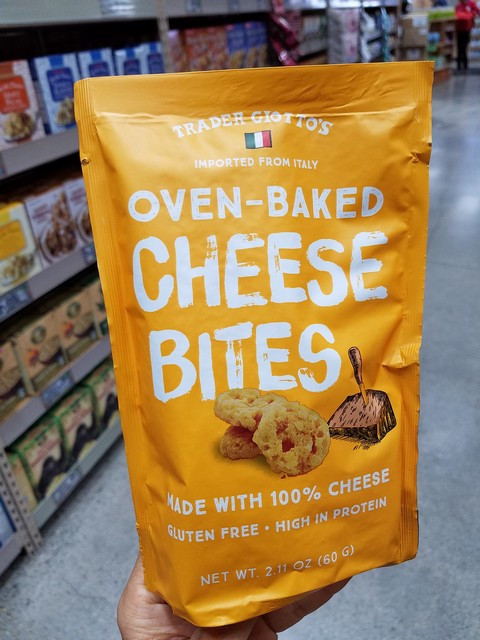 TRADER GIOTTO'S
IMPORTED FROM ITALY
OVEN-BAKED
CHEESE
BITES
MADE WITH 100% CHEESE
GLUTEN FREE • HIGH IN PROTEIN
NET WT. 2.11 OZ (60 G)